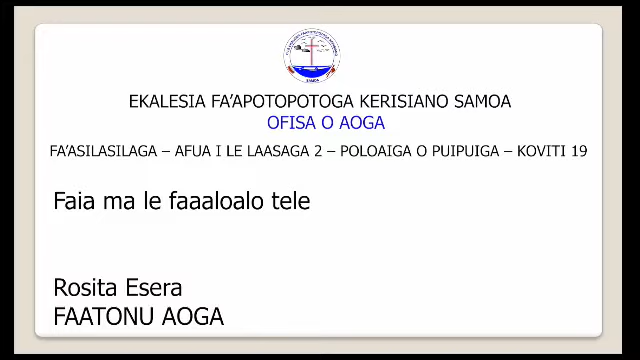 EKALESIA FA'APOTOPOTOGA KERISIANO SAMOA
OFISA O AOGA
FA'ASILASILAGA – AFUA I LE LAASAGA 2 – POLOAIGA O PUIPUIGA – KOVITI 19
Faia ma le faaaloalo tele
Rosita Esera
FAATONU AOGA